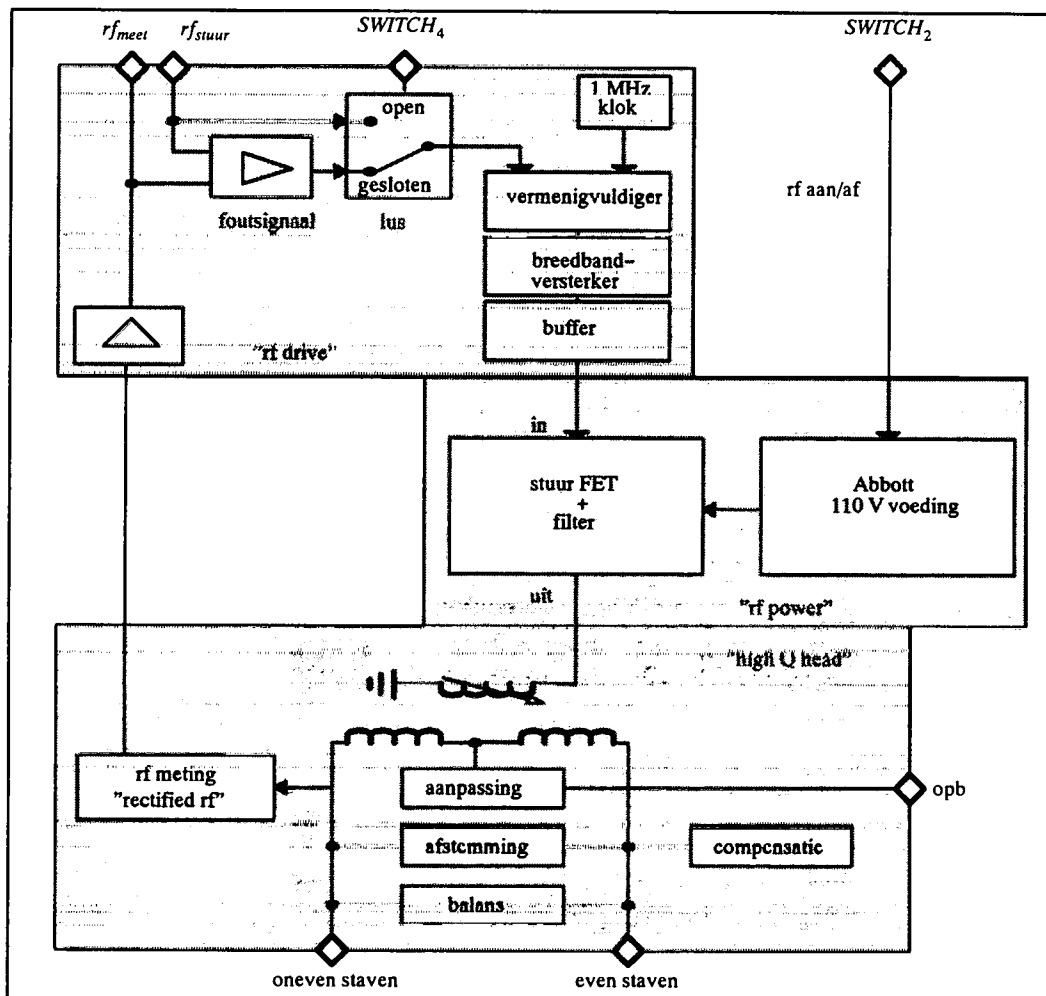 rfmeet rfstuur SWITCH4 SWITCH2
open
1 MHz
klok
gesloten
foutsignaal
lus
vermenigvuldiger
rf aan/af
breedband–
versterker
buffer
"rf drive"
in
stuur FET
+
filter
Abbott
110 V voeding
uit
"rf power"
"high Q head"
rf meting
"rectified rf"
aanpassing
opb
afstemming
compensatie
balans
oneven staven
even staven